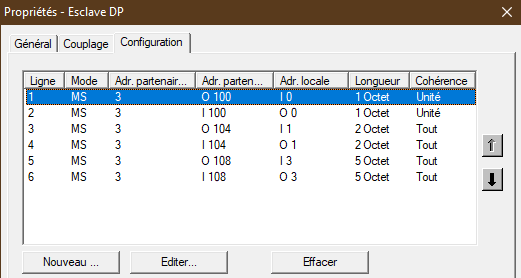 Propriétés - Esclave DP
Général Couplage Configuration
Ligne Mode Adr. partenair... Adr. parten... Adr. locale Longueur Cohérence
1 MS 3 O 100 I 0 1 Octet Unité
2 MS 3 I 100 O 0 1 Octet Unité
3 MS 3 O 104 I 1 2 Octet Tout
4 MS 3 I 104 O 1 2 Octet Tout
5 MS 3 O 108 I 3 5 Octet Tout
6 MS 3 I 108 O 3 5 Octet Tout
Nouveau ... Editer... Effacer